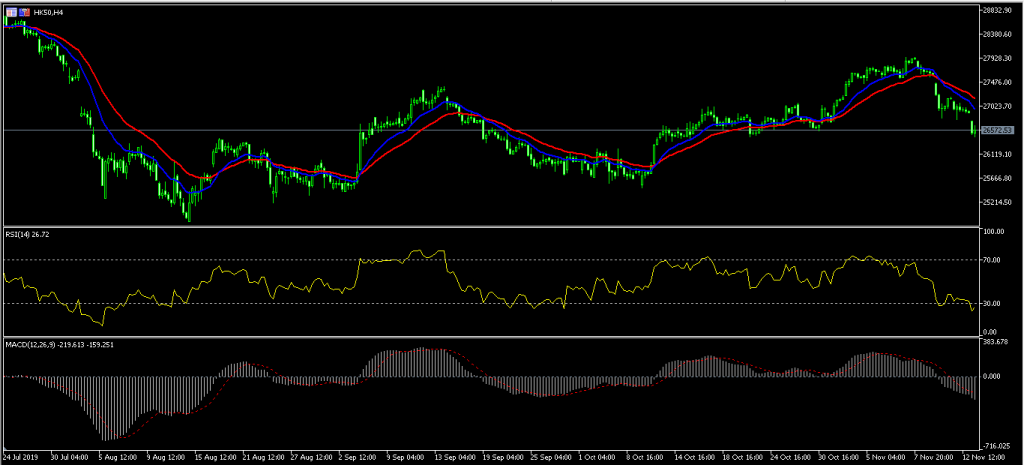 HK50,H4
28832.90
28380.60
27928.30
27476.00
27023.70
26572.53
26119.10
25666.80
25214.50
RSI(14) 26.72
100.00
70.00
30.00
0.00
MACD(12,26,9) -219.613 -159.251
383.678
0.000
-716.025
24 Jul 2019
30 Jul 04:00
5 Aug 12:00
9 Aug 12:00
15 Aug 12:00
21 Aug 12:00
27 Aug 12:00
2 Sep 12:00
9 Sep 04:00
13 Sep 04:00
19 Sep 04:00
25 Sep 04:00
1 Oct 04:00
8 Oct 16:00
14 Oct 16:00
18 Oct 16:00
24 Oct 16:00
30 Oct 16:00
5 Nov 04:00
7 Nov 20:00
12 Nov 12:00